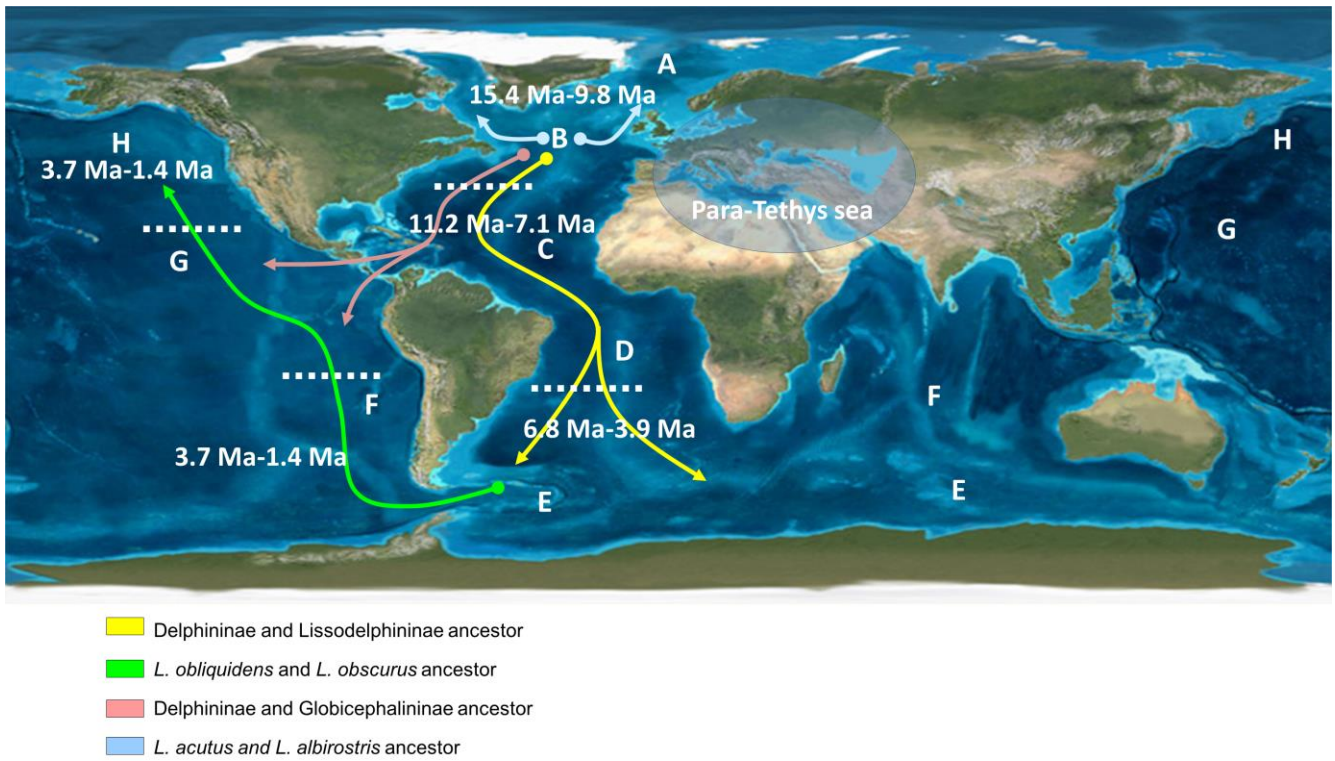 A
15.4 Ma-9.8 Ma
B
H
3.7 Ma-1.4 Ma
H
Para-Tethys sea
11.2 Ma-7.1 Ma
C
G
G
D
F
F
6.8 Ma-3.9 Ma
3.7 Ma-1.4 Ma
E
E
Delphininae and Lissodelphininae ancestor
L. obliquidens and L. obscurus ancestor
Delphininae and Globicephalininae ancestor
L. acutus and L. albirostris ancestor